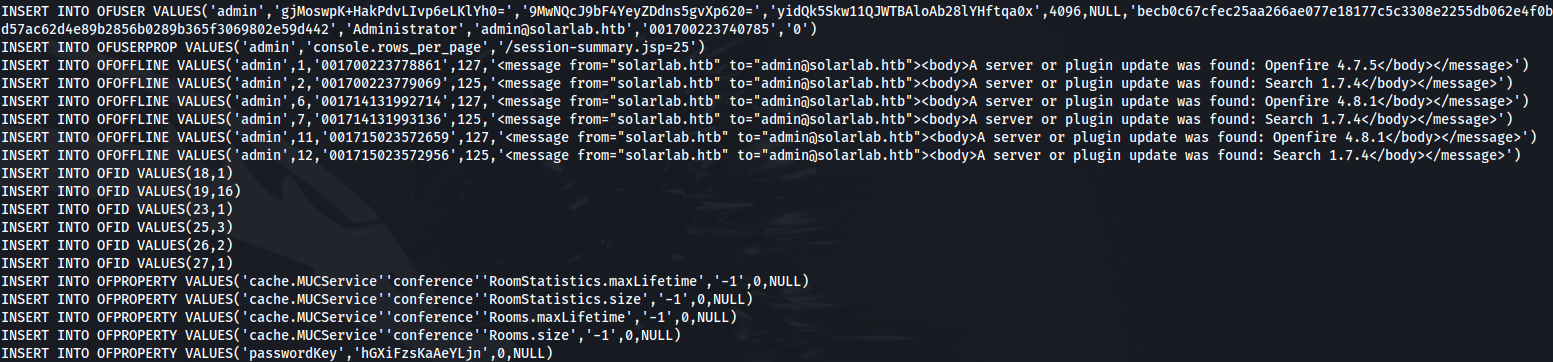 INSERT INTO OFUSER VALUES('admin','gjMoswpK+HakPdvLIvp6eLKlYh0=','9MwNQcJ9bF4YeyZDdns5gvXp620=','yidQk5Skw11QJWTBAloAb28lYHftqa0x',4096,NULL,'becb0c67cfec25aa266ae077e18177c5c3308e2255db062e4f0b
d57ac62d4e89b2856b0289b365f3069802e59d442','Administrator','admin@solarlab.htb','001700223740785','0')
INSERT INTO OFUSERPROP VALUES('admin','console.rows_per_page','/session-summary.jsp=25')
INSERT INTO OFOFFLINE VALUES('admin',1,'001700223778861',127,'<message from="solarlab.htb" to="admin@solarlab.htb"><body>A server or plugin update was found: Openfire 4.7.5</body></message>')
INSERT INTO OFOFFLINE VALUES('admin',2,'001700223779069',125,'<message from="solarlab.htb" to="admin@solarlab.htb"><body>A server or plugin update was found: Search 1.7.4</body></message>')
INSERT INTO OFOFFLINE VALUES('admin',6,'001714131992714',127,'<message from="solarlab.htb" to="admin@solarlab.htb"><body>A server or plugin update was found: Openfire 4.8.1</body></message>')
INSERT INTO OFOFFLINE VALUES('admin',7,'001714131993136',125,'<message from="solarlab.htb" to="admin@solarlab.htb"><body>A server or plugin update was found: Search 1.7.4</body></message>')
INSERT INTO OFOFFLINE VALUES('admin',11,'001715023572659',127,'<message from="solarlab.htb" to="admin@solarlab.htb"><body>A server or plugin update was found: Openfire 4.8.1</body></message>')
INSERT INTO OFOFFLINE VALUES('admin',12,'001715023572956',125,'<message from="solarlab.htb" to="admin@solarlab.htb"><body>A server or plugin update was found: Search 1.7.4</body></message>')
INSERT INTO OFID VALUES(18,1)
INSERT INTO OFID VALUES(19,16)
INSERT INTO OFID VALUES(23,1)
INSERT INTO OFID VALUES(25,3)
INSERT INTO OFID VALUES(26,2)
INSERT INTO OFID VALUES(27,1)
INSERT INTO OFPROPERTY VALUES('cache.MUCService''conference''RoomStatistics.maxLifetime','-1',0,NULL)
INSERT INTO OFPROPERTY VALUES('cache.MUCService''conference''RoomStatistics.size','-1',0,NULL)
INSERT INTO OFPROPERTY VALUES('cache.MUCService''conference''Rooms.maxLifetime','-1',0,NULL)
INSERT INTO OFPROPERTY VALUES('cache.MUCService''conference''Rooms.size','-1',0,NULL)
INSERT INTO OFPROPERTY VALUES('passwordKey','hGXiFzsKaAeYLjn',0,NULL)